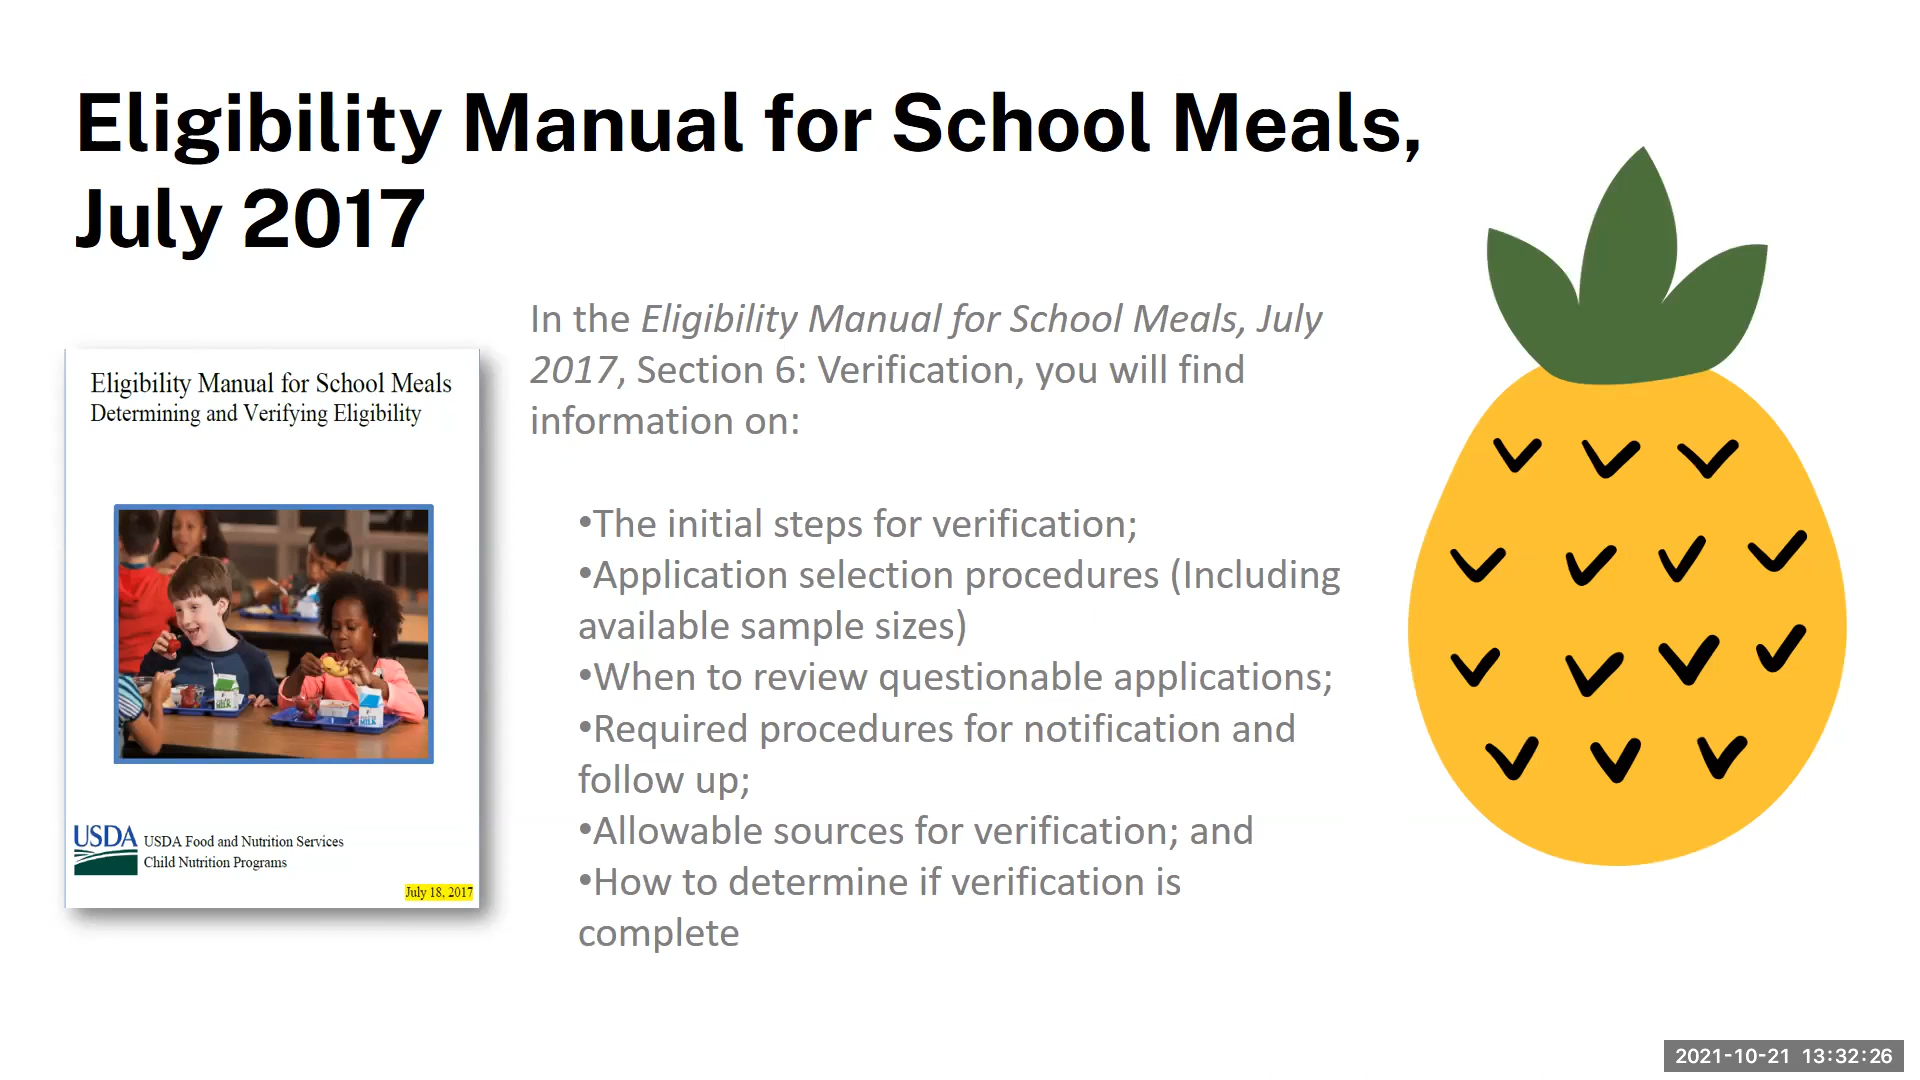 Eligibility Manual for School Meals,
July 2017
In the Eligibility Manual for School Meals, July
2017, Section 6: Verification, you will find
information on:
•The initial steps for verification;
•Application selection procedures (Including
available sample sizes)
•When to review questionable applications;
•Required procedures for notification and
follow up;
•Allowable sources for verification; and
•How to determine if verification is
complete
Eligibility Manual for School Meals
Determining and Verifying Eligibility
MILK
USDA
USDA Food and Nutrition Services
Child Nutrition Programs
July 18, 2017
2021-10-21 13:32:26